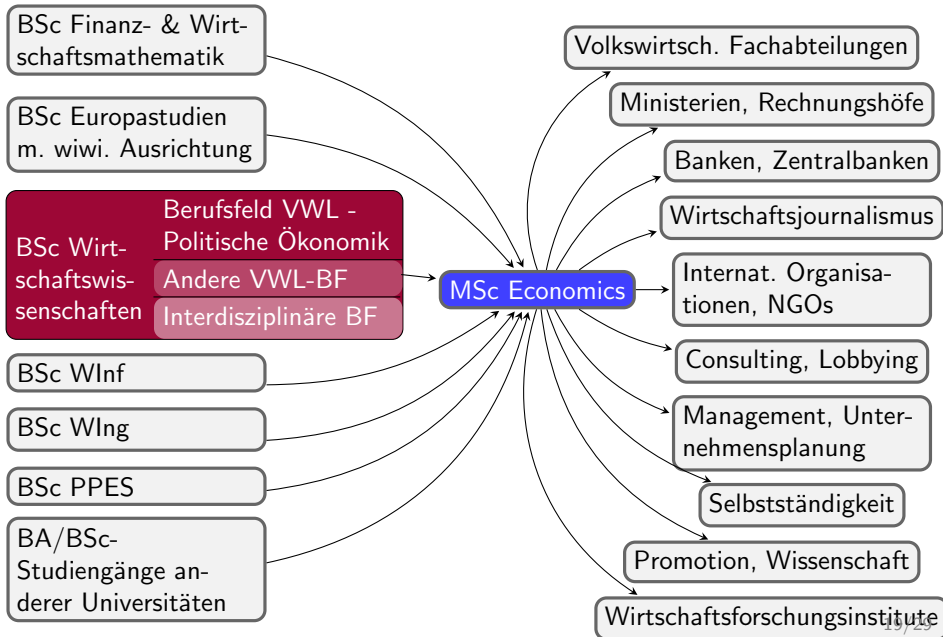 BSc Finanz- & Wirt-
schaftsmathematik
BSc Europastudien
m. wiwi. Ausrichtung
BSc Wirt-
schaftswis-
senschaften
Berufsfeld VWL -
Politische Ökonomik
Andere VWL-BF
Interdisziplinäre BF
BSc WInf
BSc WIng
BSc PPES
BA/BSc-
Studiengänge an-
derer Universitäten
MSc Economics
Volkswirtsch. Fachabteilungen
Ministerien, Rechnungshöfe
Banken, Zentralbanken
Wirtschaftsjournalismus
Internat. Organisa-
tionen, NGOs
Consulting, Lobbying
Management, Unter-
nehmensplanung
Selbstständigkeit
Promotion, Wissenschaft
Wirtschaftsforschungsinstitute
19/29